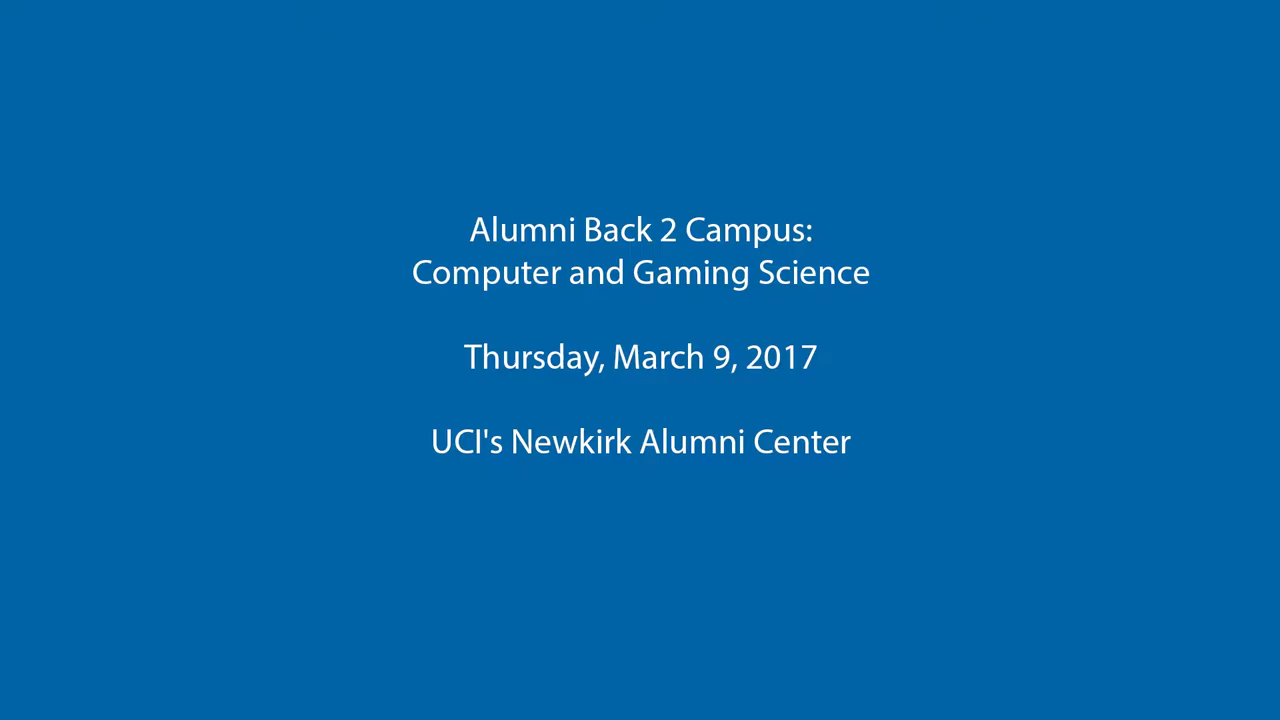 Alumni Back 2 Campus:
Computer and Gaming Science
Thursday, March 9, 2017
UCI's Newkirk Alumni Center